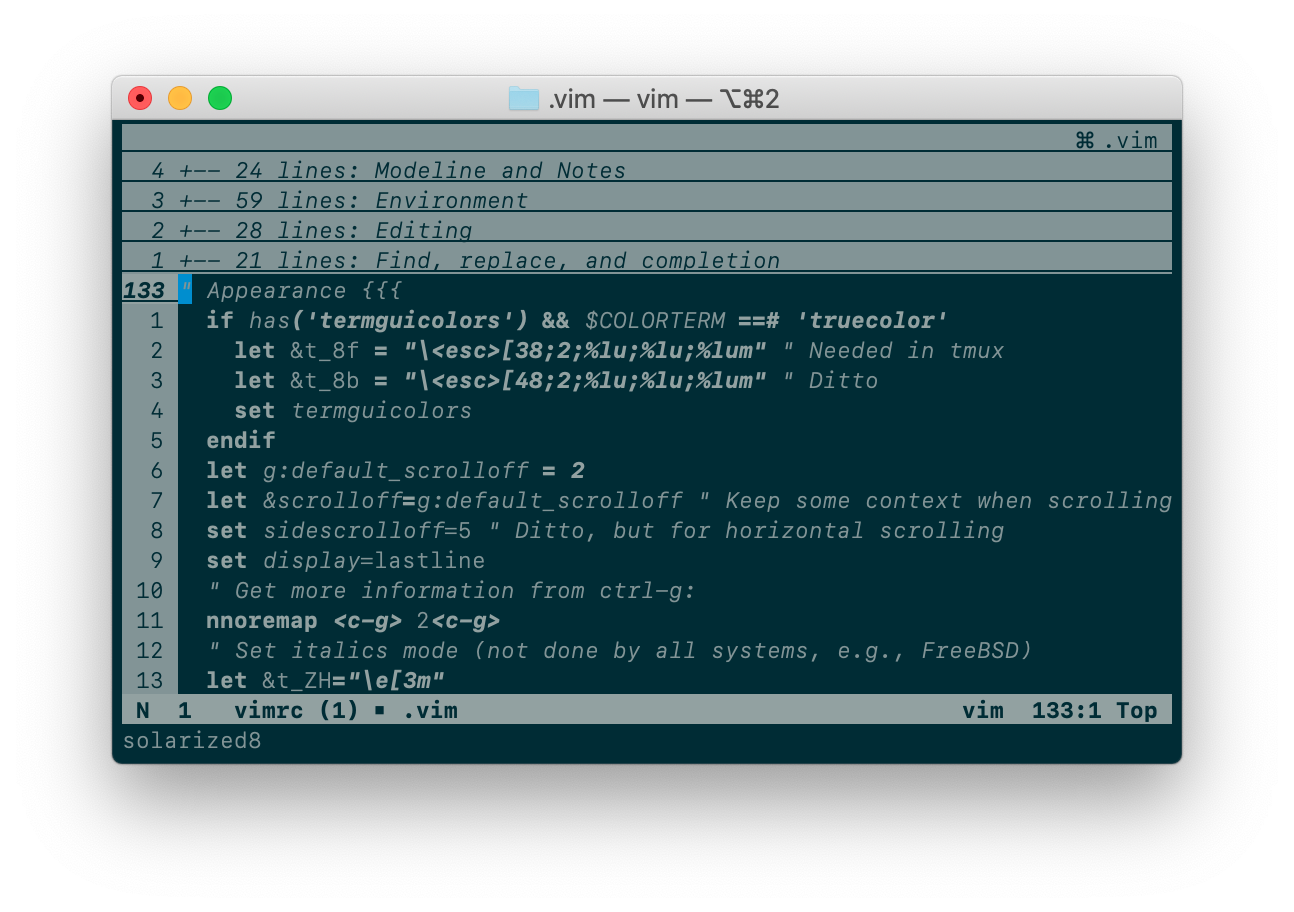 .vim — vim — ⌥⌘2
⌘ .vim
4 +—— 24 lines: Modeline and Notes
3 +—— 59 lines: Environment
2 +—— 28 lines: Editing
1 +—— 21 lines: Find, replace, and completion
133 " Appearance {{{
1 if has('termguicolors') && $COLORTERM ==# 'truecolor'
2 let &t_8f = "\<esc>[38;2;%lu;%lu;%lum" " Needed in tmux
3 let &t_8b = "\<esc>[48;2;%lu;%lu;%lum" " Ditto
4 set termguicolors
5 endif
6 let g:default_scrolloff = 2
7 let &scrolloff=g:default_scrolloff " Keep some context when scrolling
8 set sidescrolloff=5 " Ditto, but for horizontal scrolling
9 set display=lastline
10 " Get more information from ctrl-g:
11 nnoremap <c-g> 2<c-g>
12 " Set italics mode (not done by all systems, e.g., FreeBSD)
13 let &t_ZH="\e[3m"
N 1 vimrc (1) ▪ .vim vim 133:1 Top
solarized8